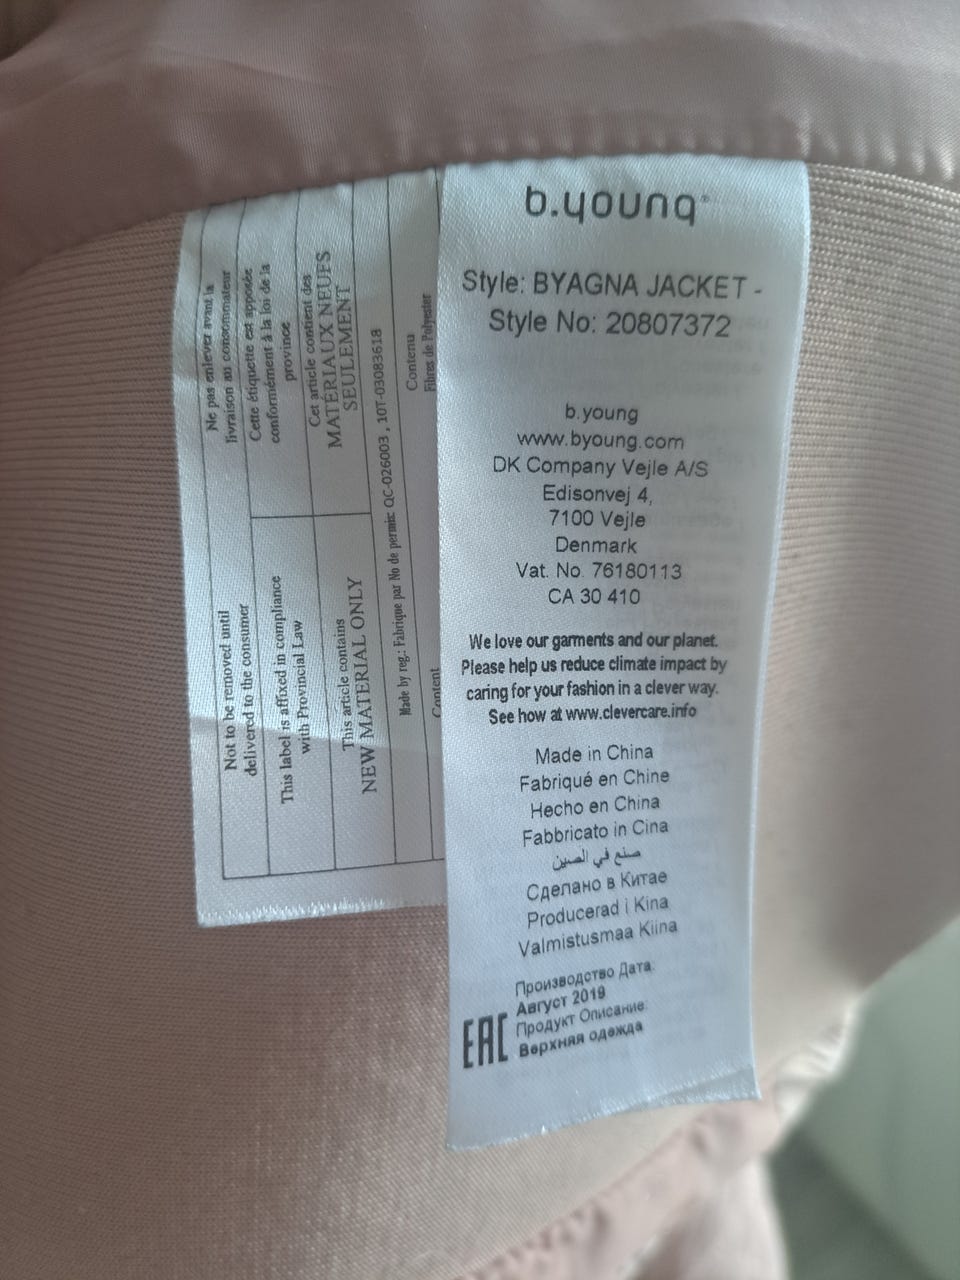 b.young
Style: BYAGNA JACKET -
Style No: 20807372
b.young
www.byoung.com
DK Company Vejle A/S
Edisonvej 4,
7100 Vejle
Denmark
Vat. No. 76180113
CA 30 410
We love our garments and our planet.
Please help us reduce climate impact by
caring for your fashion in a clever way.
See how at www.clevercare.info
Made in China
Fabriqué en Chine
Hecho en China
Fabbricato in Cina
صنع في الصين
Сделано в Китае
Producerad i Kina
Valmistusmaa Kiina
EAC
Производство Дата:
Август 2019
Продукт Описание:
Верхняя одежда
Not to be removed until
delivered to the consumer
Ne pas enlever avant la
livraison au consommateur
This label is affixed in compliance
with Provincial Law
Cette étiquette est apposée
conformément à la loi de la
province
This article contains
NEW MATERIAL ONLY
Cet article contient des
MATÉRIAUX NEUFS
SEULEMENT
Made by reg.: Fabrique par No de permis: QC-026003 , 10T-03083618
Content
Contenu
Fibres de Polyester